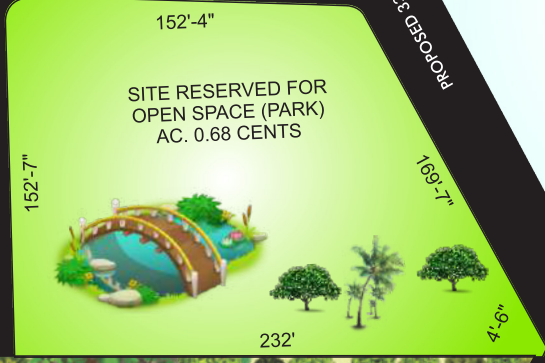 152'-4"
PROPOSED
SITE RESERVED FOR
OPEN SPACE (PARK)
AC. 0.68 CENTS
152'-7"
169'-7"
232'
4'-6"